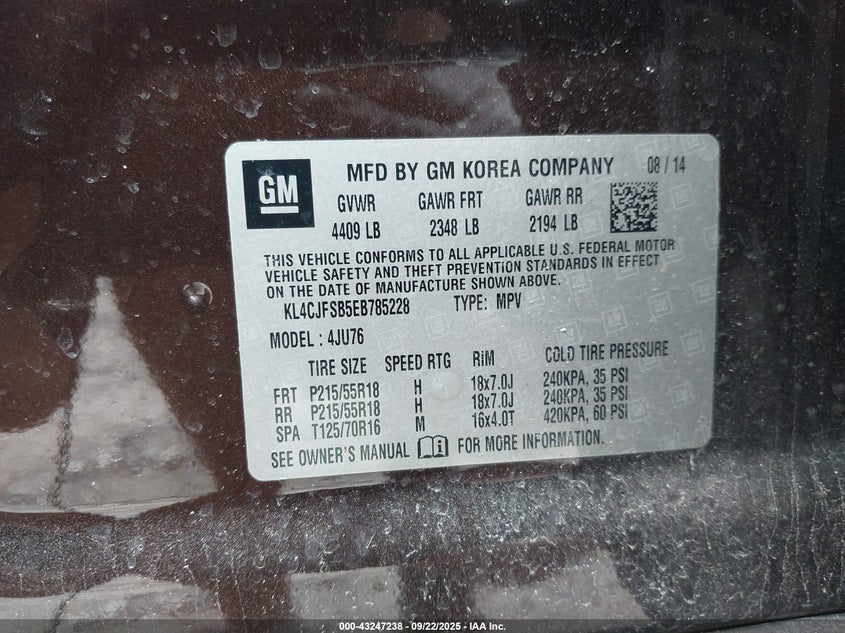 GM
MFD BY GM KOREA COMPANY 08 / 14
GVWR GAWR FRT GAWR RR
4409 LB 2348 LB 2194 LB
THIS VEHICLE CONFORMS TO ALL APPLICABLE U.S. FEDERAL MOTOR
VEHICLE SAFETY AND THEFT PREVENTION STANDARDS IN EFFECT
ON THE DATE OF MANUFACTURE SHOWN ABOVE.
KL4CJFSB5EB785228 TYPE: MPV
MODEL : 4JU76
TIRE SIZE SPEED RTG RIM COLD TIRE PRESSURE
FRT P215/55R18 H 18x7.0J 240KPA, 35 PSI
RR P215/55R18 H 18x7.0J 240KPA, 35 PSI
SPA T125/70R16 M 16x4.0T 420KPA, 60 PSI
SEE OWNER'S MANUAL FOR MORE INFORMATION.
000-43247238 - 09/22/2025 - IAA Inc.